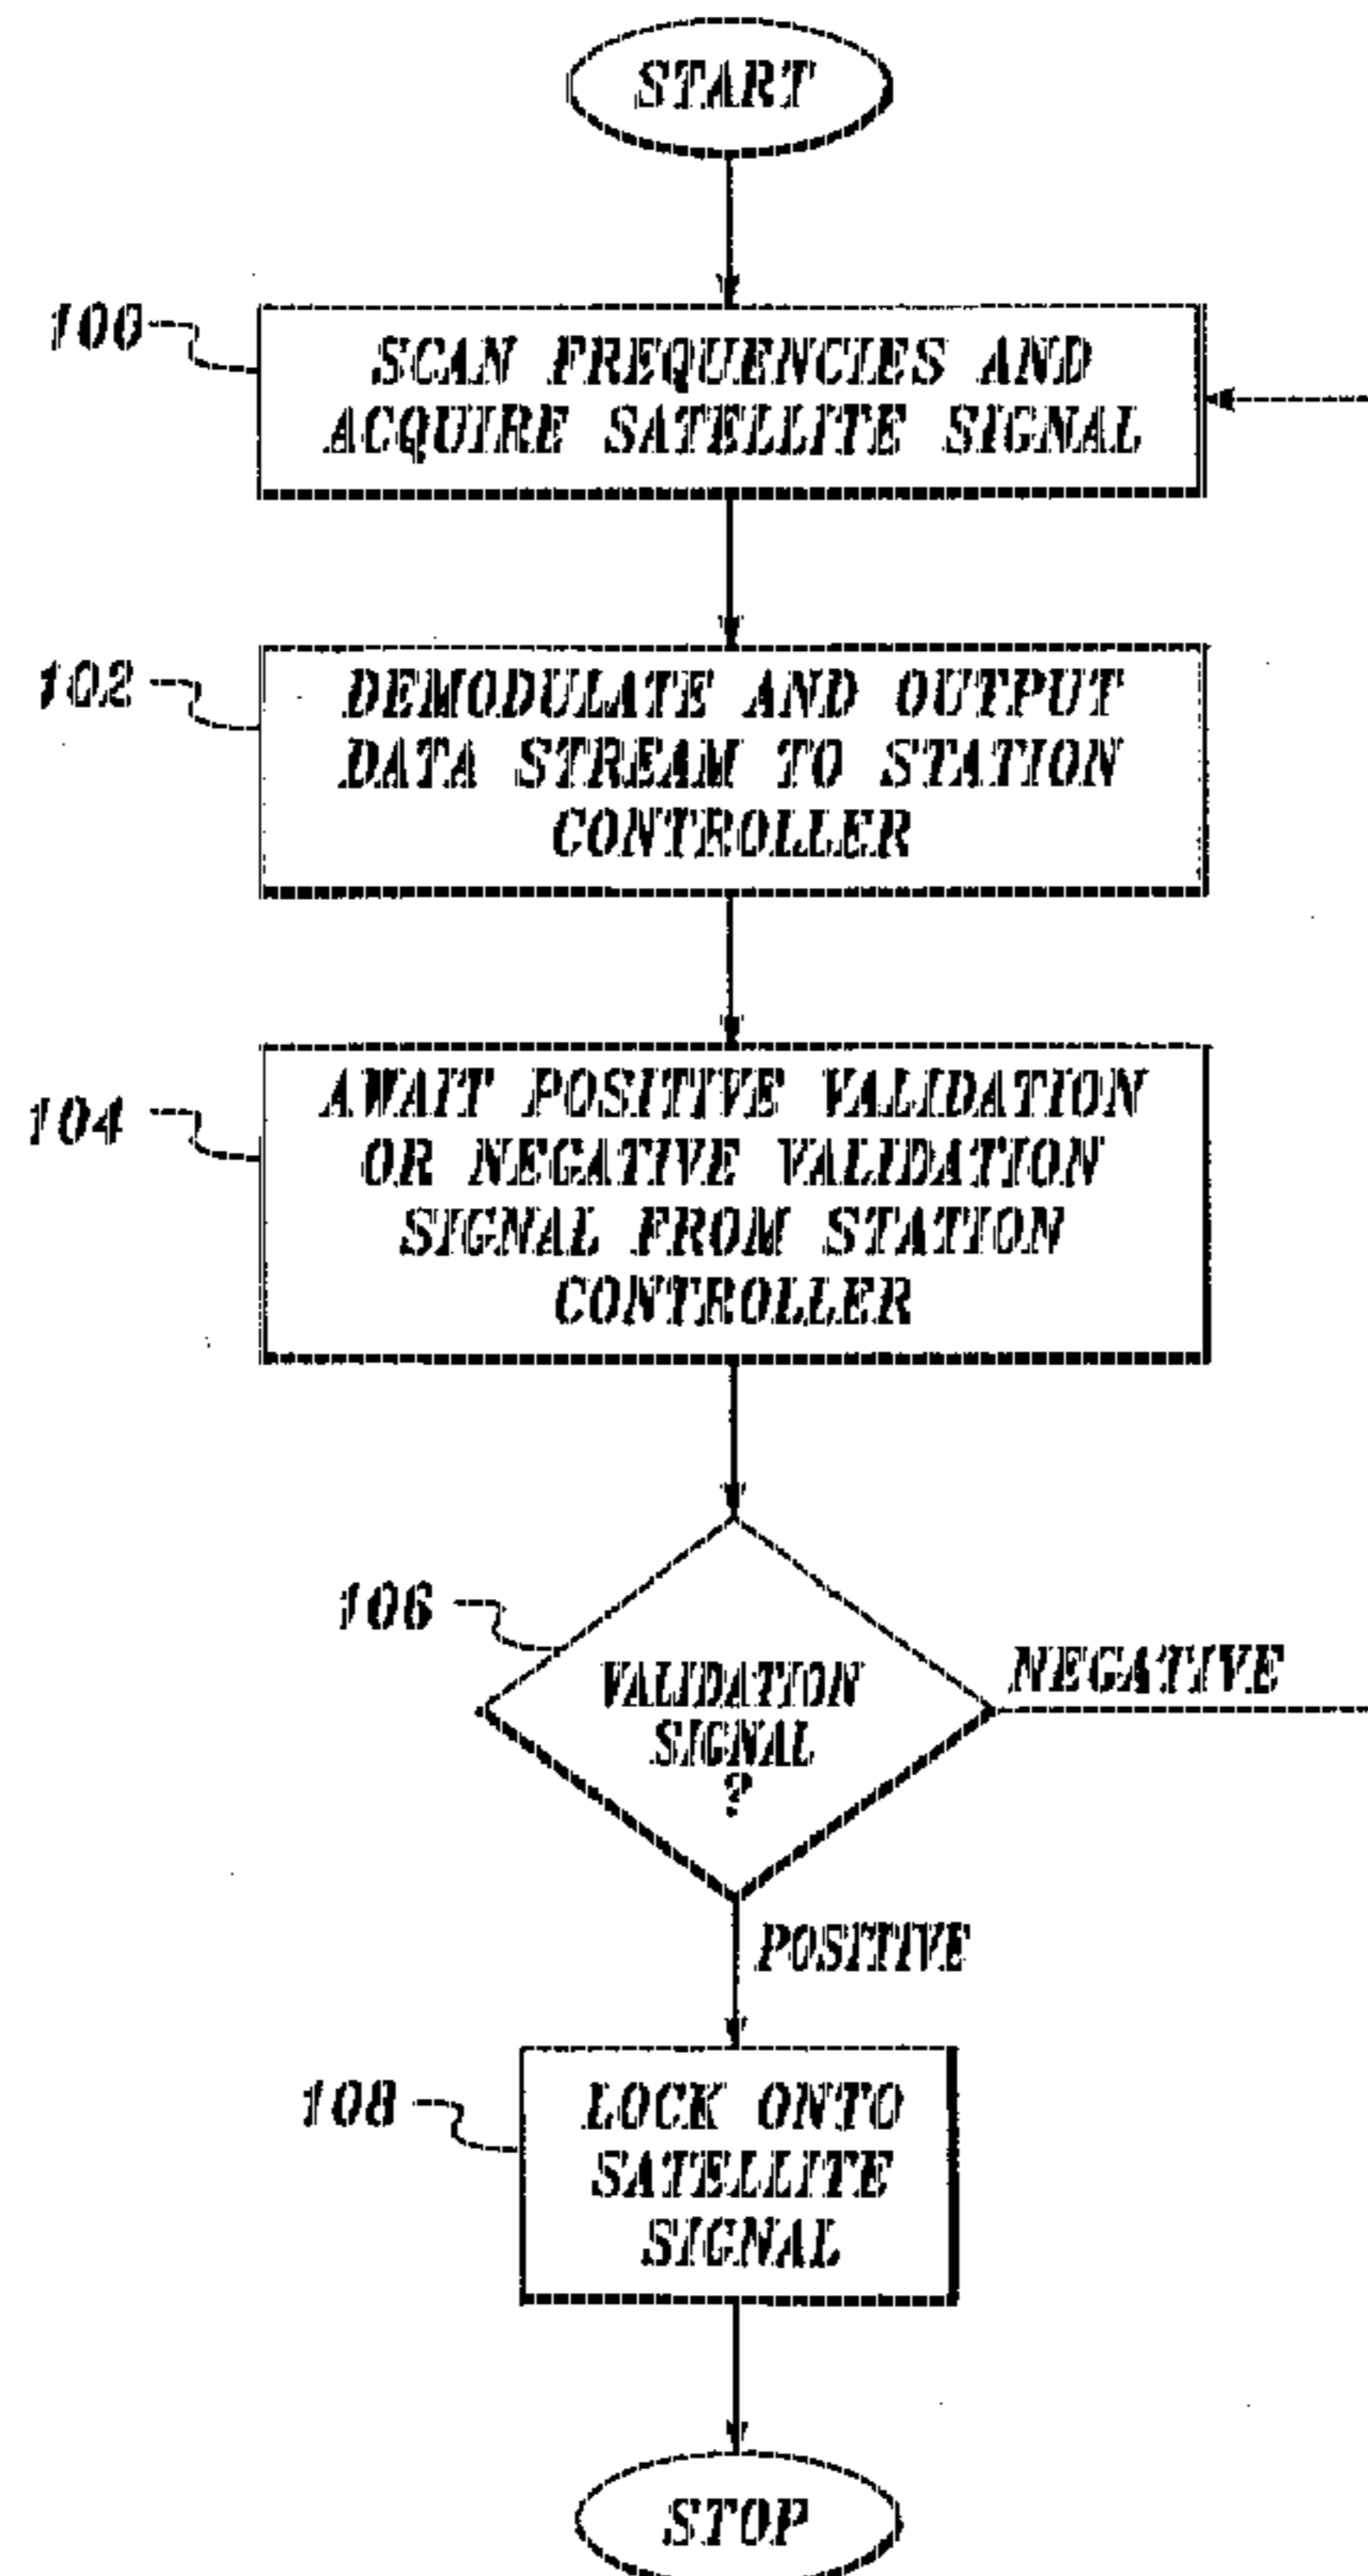 START
100
SCAN FREQUENCIES AND
ACQUIRE SATELLITE SIGNAL
102
DEMODULATE AND OUTPUT
DATA STREAM TO STATION
CONTROLLER
104
AWAIT POSITIVE VALIDATION
OR NEGATIVE VALIDATION
SIGNAL FROM STATION
CONTROLLER
106
VALIDATION
SIGNAL
?
NEGATIVE
POSITIVE
108
LOCK ONTO
SATELLITE
SIGNAL
STOP